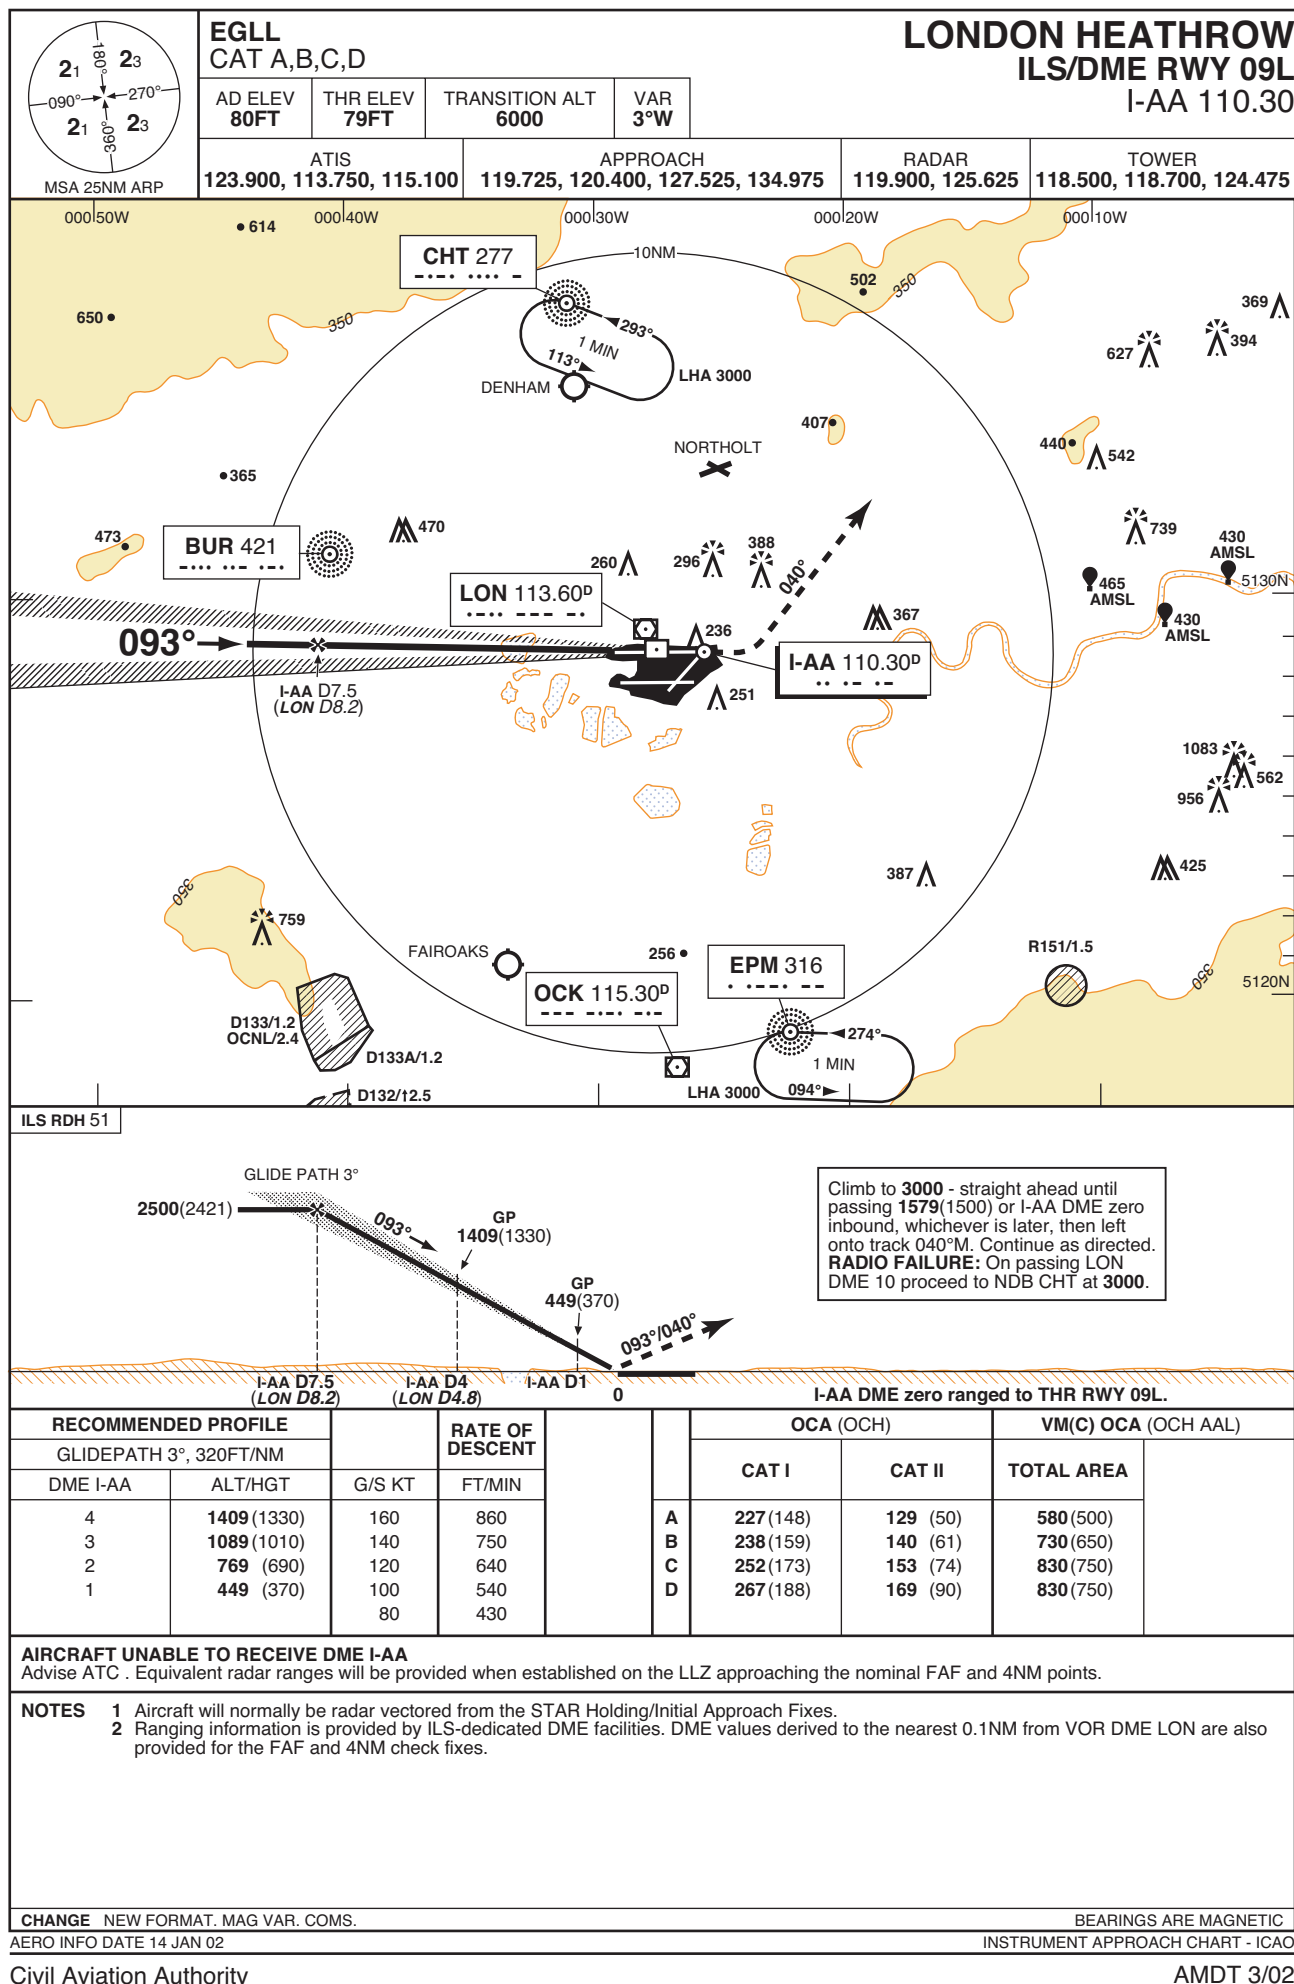 EGLL
CAT A,B,C,D
LONDON HEATHROW
ILS/DME RWY 09L
I-AA 110.30
180°
21
23
090°
270°
21
23
360°
MSA 25NM ARP
AD ELEV
80FT
THR ELEV
79FT
TRANSITION ALT
6000
VAR
3°W
ATIS
123.900, 113.750, 115.100
APPROACH
119.725, 120.400, 127.525, 134.975
RADAR
119.900, 125.625
TOWER
118.500, 118.700, 124.475
000 50W
000 40W
000 30W
000 20W
000 10W
614
CHT 277
-·-· ···· -
10NM
502
350
369
650
350
293°
1 MIN
113°
627
394
DENHAM
LHA 3000
407
440
542
NORTHOLT
365
473
BUR 421
-··· ··- ·-·
470
260
296
388
739
430
AMSL
465
AMSL
5130N
430
AMSL
LON 113.60D
·-·· --- -·
040°
236
367
093°
I-AA 110.30D
·· ·- ·-
I-AA D7.5
(LON D8.2)
251
1083
562
956
387
425
350
759
FAIROAKS
256
EPM 316
· ·--· --
R151/1.5
350
5120N
OCK 115.30D
--- -·-· -·-
D133/1.2
OCNL/2.4
D133A/1.2
274°
1 MIN
094°
LHA 3000
D132/†2.5
ILS RDH 51
GLIDE PATH 3°
2500(2421)
093°
GP
1409(1330)
GP
449(370)
093°/040°
Climb to 3000 - straight ahead until
passing 1579(1500) or I-AA DME zero
inbound, whichever is later, then left
onto track 040°M. Continue as directed.
RADIO FAILURE: On passing LON
DME 10 proceed to NDB CHT at 3000.
I-AA D7.5
(LON D8.2)
I-AA D4
(LON D4.8)
I-AA D1
0
I-AA DME zero ranged to THR RWY 09L.
RECOMMENDED PROFILE
GLIDEPATH 3°, 320FT/NM
DME I-AA ALT/HGT G/S KT
RATE OF
DESCENT
FT/MIN
OCA (OCH)
CAT I CAT II
VM(C) OCA (OCH AAL)
TOTAL AREA
4 1409(1330) 160 860 A 227(148) 129 (50) 580(500)
3 1089(1010) 140 750 B 238(159) 140 (61) 730(650)
2 769 (690) 120 640 C 252(173) 153 (74) 830(750)
1 449 (370) 100 540 D 267(188) 169 (90) 830(750)
80 430
AIRCRAFT UNABLE TO RECEIVE DME I-AA
Advise ATC . Equivalent radar ranges will be provided when established on the LLZ approaching the nominal FAF and 4NM points.
NOTES 1 Aircraft will normally be radar vectored from the STAR Holding/Initial Approach Fixes.
2 Ranging information is provided by ILS-dedicated DME facilities. DME values derived to the nearest 0.1NM from VOR DME LON are also
provided for the FAF and 4NM check fixes.
CHANGE NEW FORMAT. MAG VAR. COMS.
BEARINGS ARE MAGNETIC
AERO INFO DATE 14 JAN 02
INSTRUMENT APPROACH CHART - ICAO
Civil Aviation Authority
AMDT 3/02